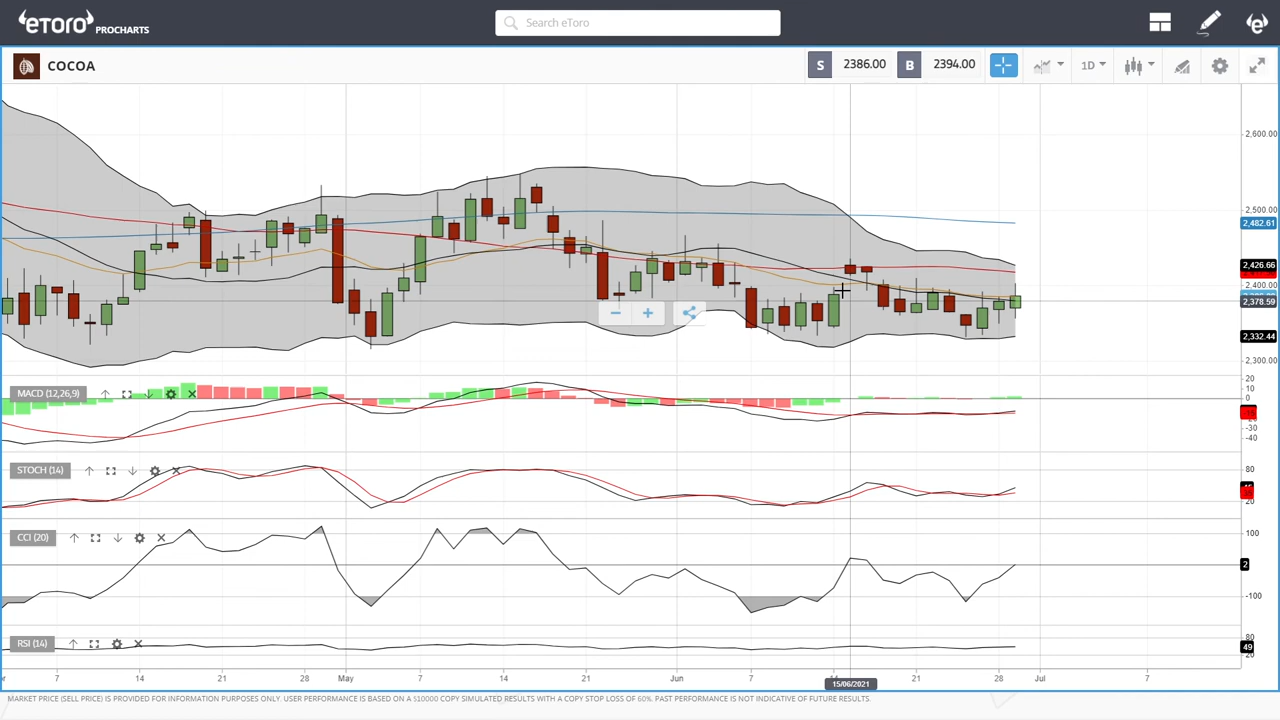 eToro PROCHARTS
Search eToro
COCOA
S 2386.00 B 2394.00
1D
2,600.00
2,500.00
2,482.61
2,426.66
2,400.00
2,378.59
2,332.44
2,300.00
MACD (12,26,9)
20
10
0
-30
-40
STOCH (14)
80
20
CCI (20)
100
2
-100
RSI (14)
80
49
20
7 14 21 28 May 7 14 21 28 Jun 7 14 21 28 Jul 7
15/06/2021
MARKET PRICE (SELL PRICE) IS PROVIDED FOR INFORMATION PURPOSES ONLY. USER PERFORMANCE IS BASED ON A $10000 COPY SIMULATED RESULTS WITH A COPY STOP LOSS OF 60%. PAST PERFORMANCE IS NOT INDICATIVE OF FUTURE RESULTS.